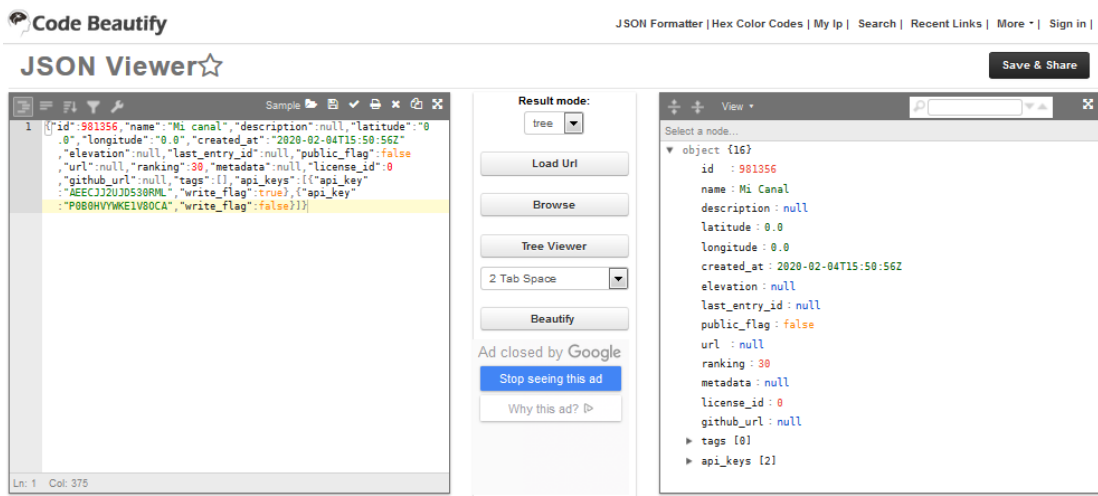 Code Beautify
JSON Formatter | Hex Color Codes | My Ip | Search | Recent Links | More | Sign in |
JSON Viewer
Save & Share
Sample
1 {"id":981356,"name":"Mi canal","description":null,"latitude":"0
.0","longitude":"0.0","created_at":"2020-02-04T15:50:56Z"
,"elevation":null,"last_entry_id":null,"public_flag":false
,"url":null,"ranking":30,"metadata":null,"license_id":0
,"github_url":null,"tags":[],"api_keys":[{"api_key"
:"AEECJJ2UJD530RML","write_flag":true},{"api_key"
:"P0B0HVYWKE1V8OCA","write_flag":false}]}
Ln: 1 Col: 375
Result mode:
tree
Load Url
Browse
Tree Viewer
2 Tab Space
Beautify
Ad closed by Google
Stop seeing this ad
Why this ad?
View
Select a node...
object {16}
id : 981356
name : Mi Canal
description : null
latitude : 0.0
longitude : 0.0
created_at : 2020-02-04T15:50:56Z
elevation : null
last_entry_id : null
public_flag : false
url : null
ranking : 30
metadata : null
license_id : 0
github_url : null
tags [0]
api_keys [2]